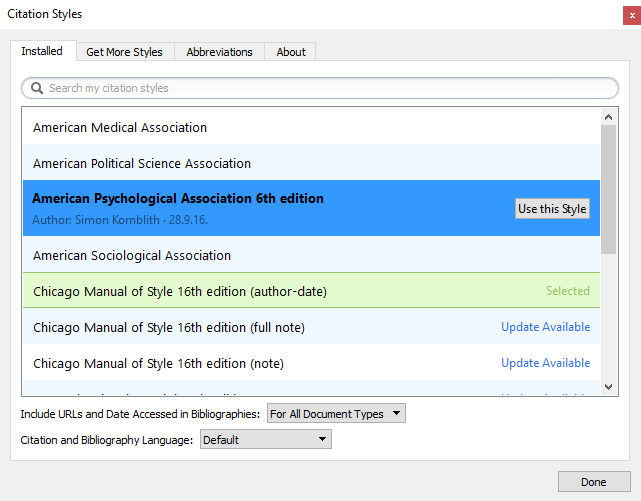 Citation Styles
x
Installed
Get More Styles
Abbreviations
About
Search my citation styles
American Medical Association
American Political Science Association
American Psychological Association 6th edition
Author: Simon Kornblith · 28.9.16.
Use this Style
American Sociological Association
Chicago Manual of Style 16th edition (author-date) Selected
Chicago Manual of Style 16th edition (full note) Update Available
Chicago Manual of Style 16th edition (note) Update Available
Include URLs and Date Accessed in Bibliographies: For All Document Types
Citation and Bibliography Language: Default
Done